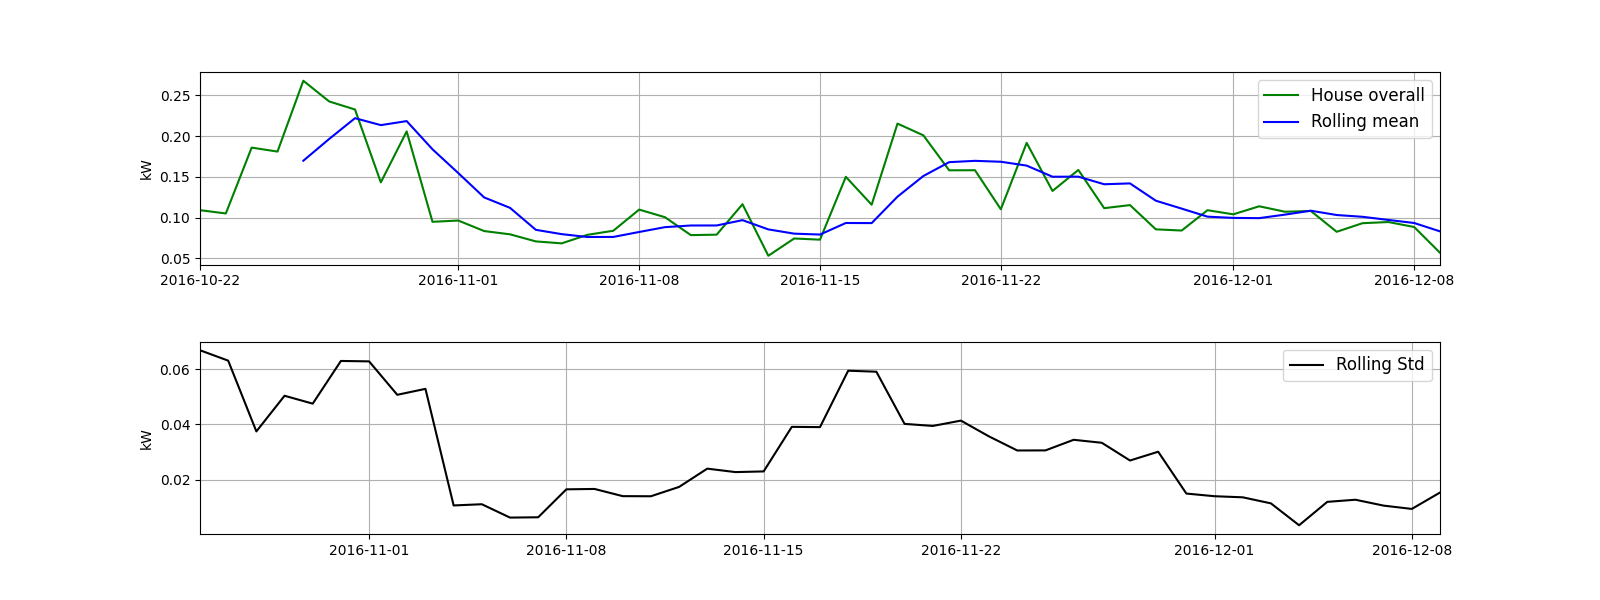 0.25
0.20
0.15
0.10
0.05
kW
House overall
Rolling mean
2016-10-22 2016-11-01 2016-11-08 2016-11-15 2016-11-22 2016-12-01 2016-12-08
0.06
0.04
0.02
kW
Rolling Std
2016-11-01 2016-11-08 2016-11-15 2016-11-22 2016-12-01 2016-12-08